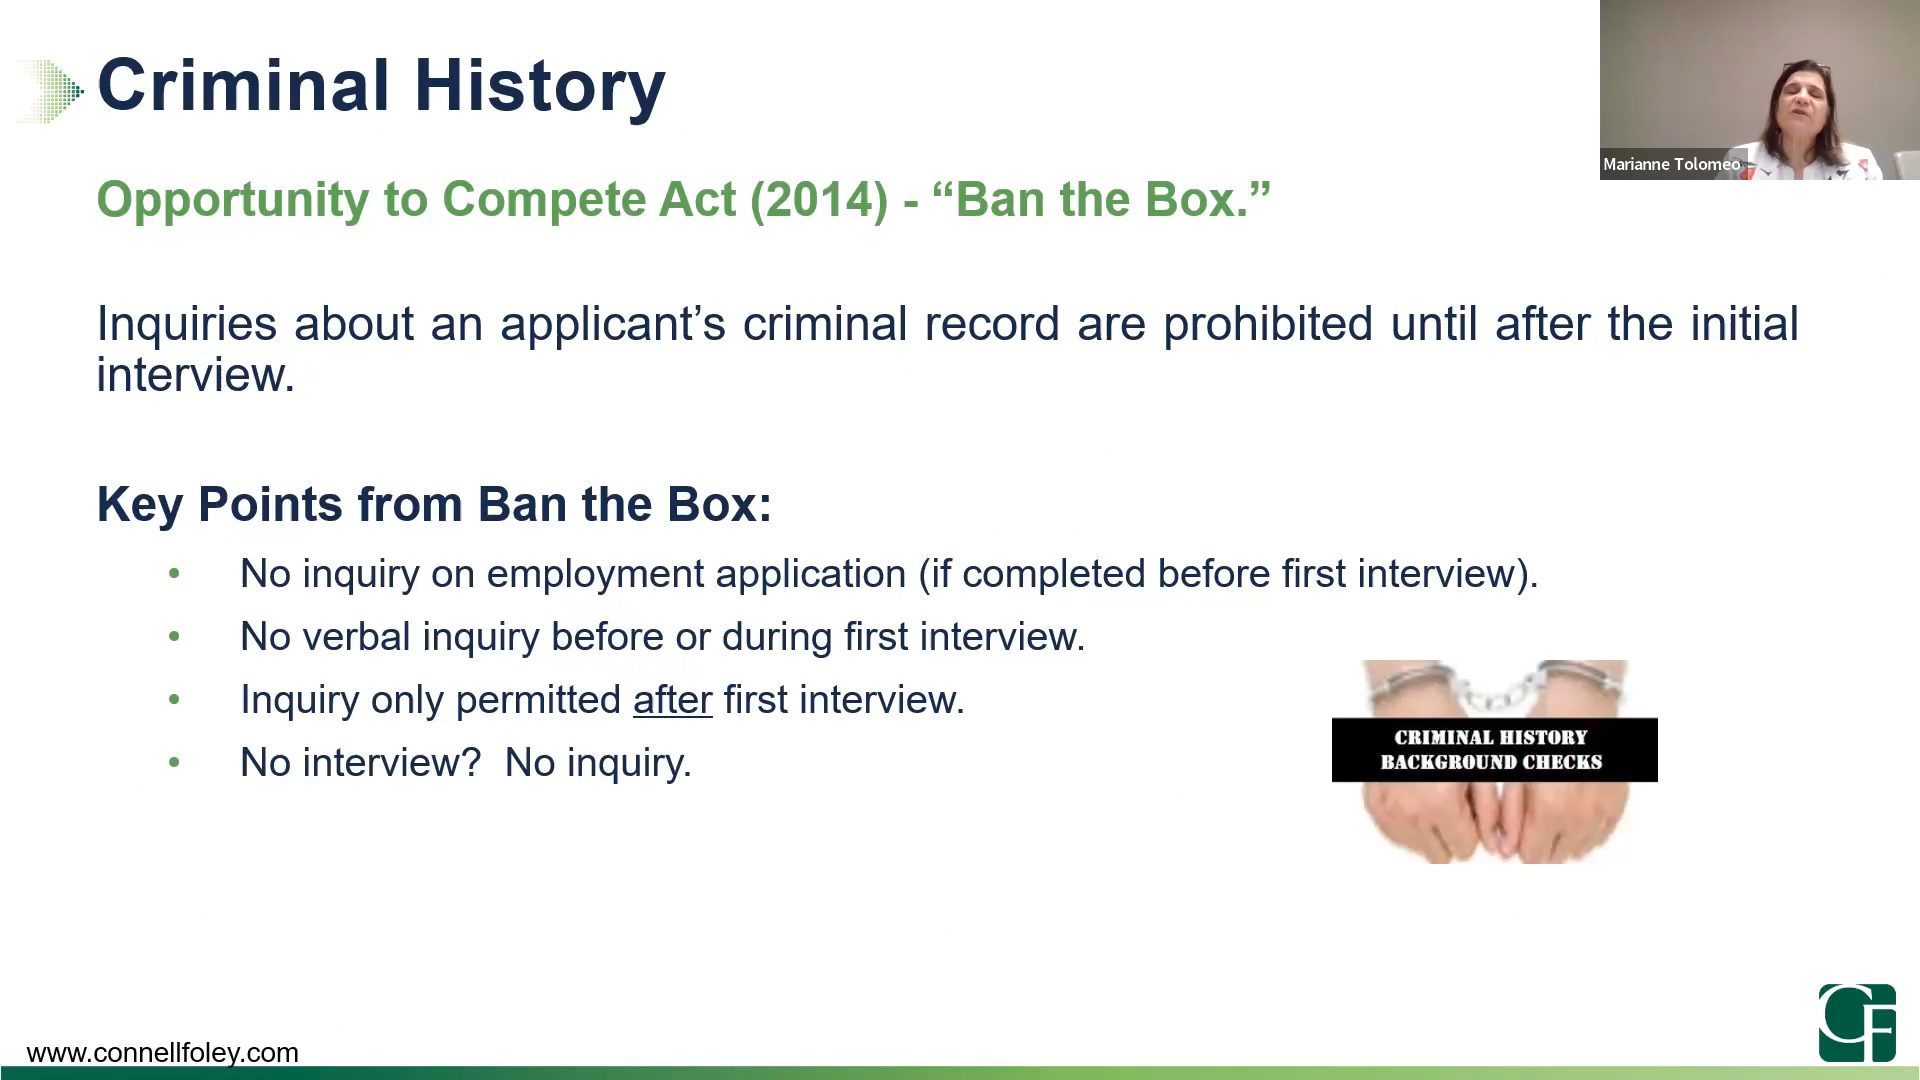 Criminal History
Marianne Tolomeo
Opportunity to Compete Act (2014) - “Ban the Box.”
Inquiries about an applicant’s criminal record are prohibited until after the initial
interview.
Key Points from Ban the Box:
• No inquiry on employment application (if completed before first interview).
• No verbal inquiry before or during first interview.
• Inquiry only permitted after first interview.
• No interview?  No inquiry.
CRIMINAL HISTORY
BACKGROUND CHECKS
CF
www.connellfoley.com